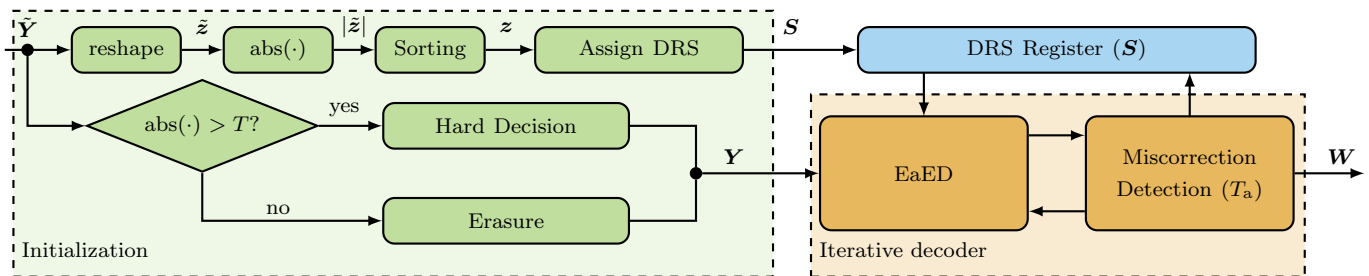 Ỹ
reshape
z̃
abs(·)
|z̃|
Sorting
z
Assign DRS
S
DRS Register (S)
abs(·) > T?
yes
Hard Decision
no
Erasure
Y
Initialization
EaED
Miscorrection
Detection (Tₐ)
W
Iterative decoder